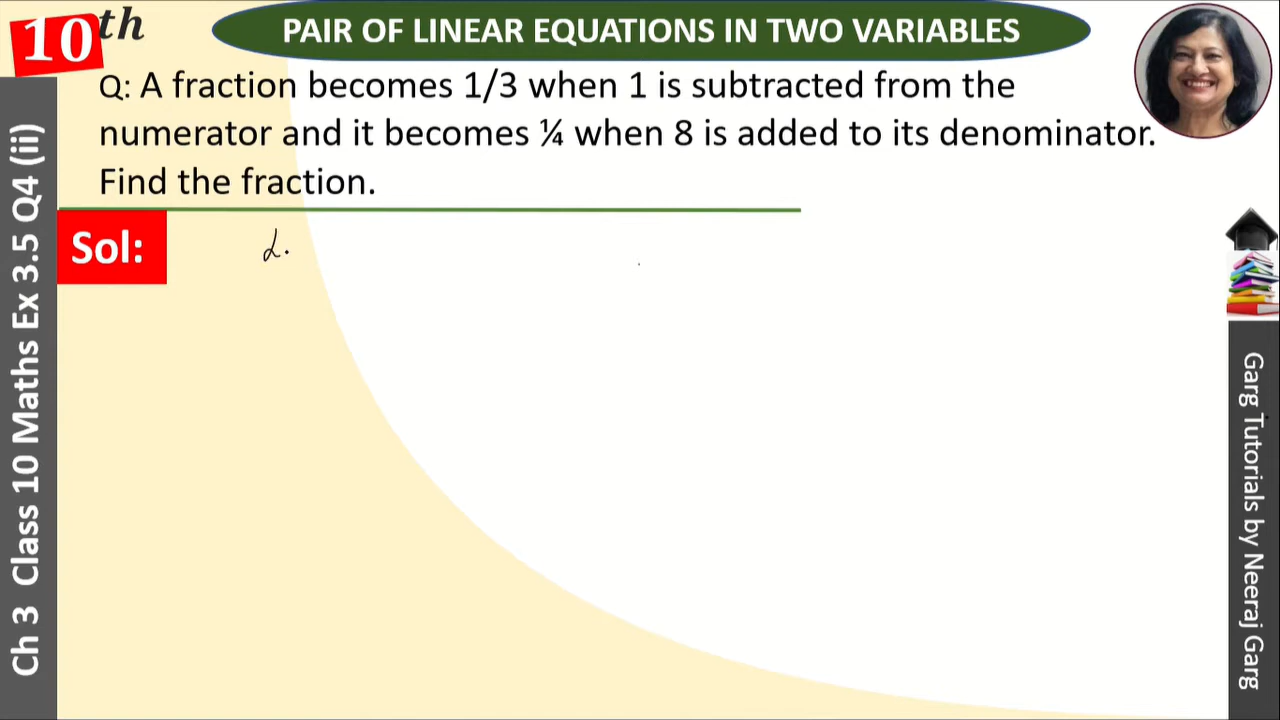 10th
PAIR OF LINEAR EQUATIONS IN TWO VARIABLES
Q: A fraction becomes 1/3 when 1 is subtracted from the
numerator and it becomes ¼ when 8 is added to its denominator.
Find the fraction.
Sol:
Ch 3 Class 10 Maths Ex 3.5 Q4 (ii)
Garg Tutorials by Neeraj Garg